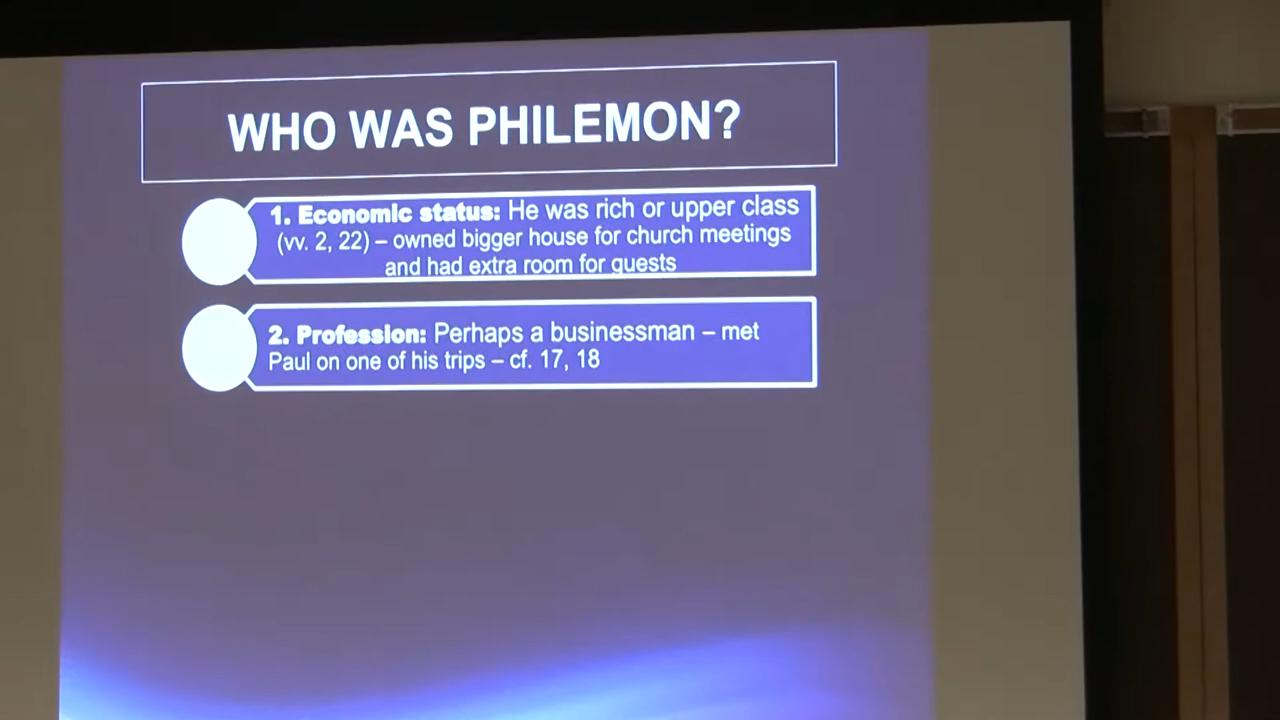 WHO WAS PHILEMON?
1. Economic status: He was rich or upper class
(vv. 2, 22) – owned bigger house for church meetings
and had extra room for guests
2. Profession: Perhaps a businessman – met
Paul on one of his trips – cf. 17, 18